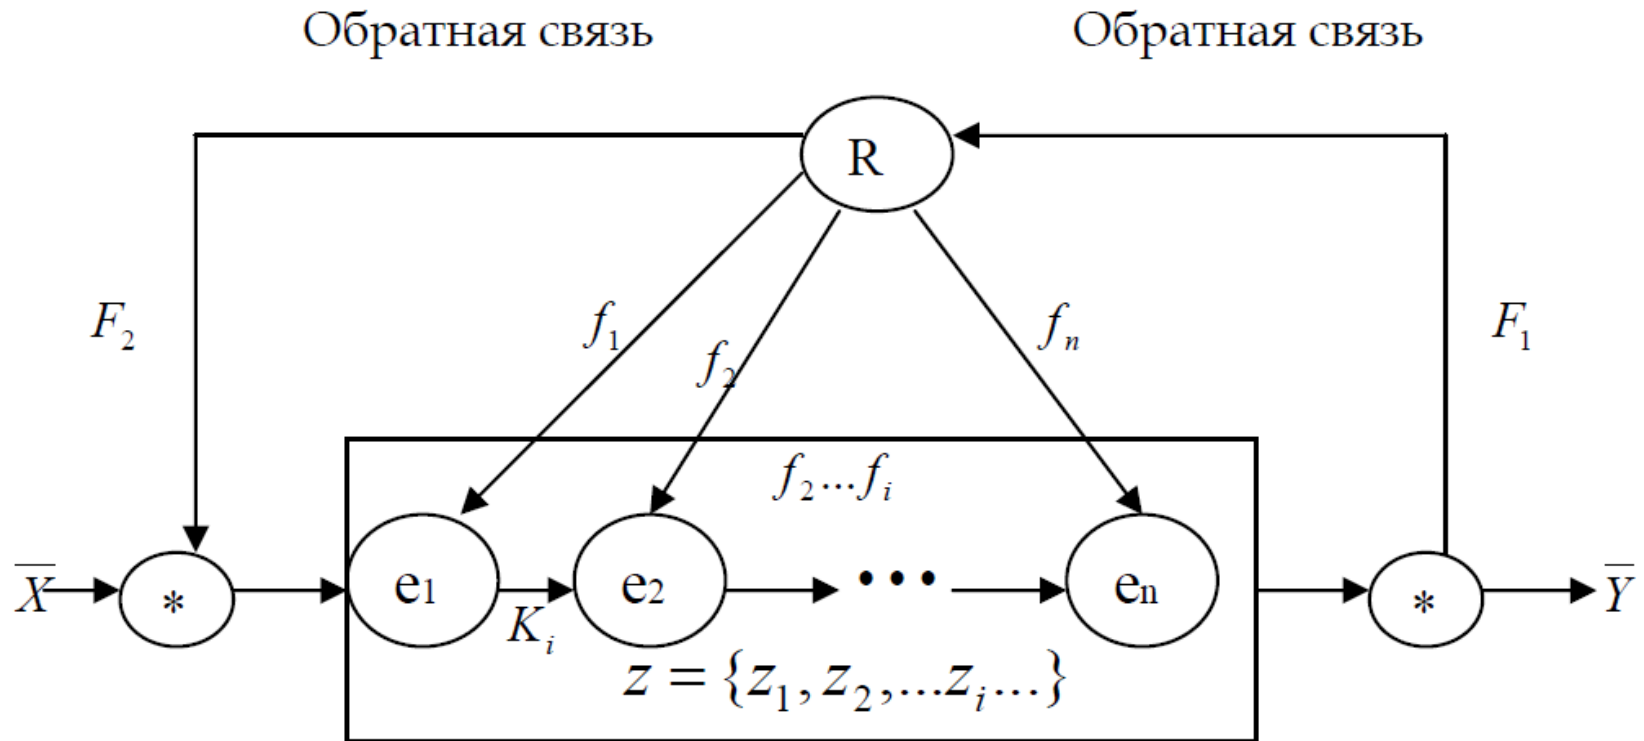 Обратная связь Обратная связь
R
F₂ f₁ f₂ fₙ F₁
f₂...fᵢ
X̅ * e₁ Kᵢ e₂ ••• eₙ * Y̅
z = {z₁, z₂,...zᵢ...}